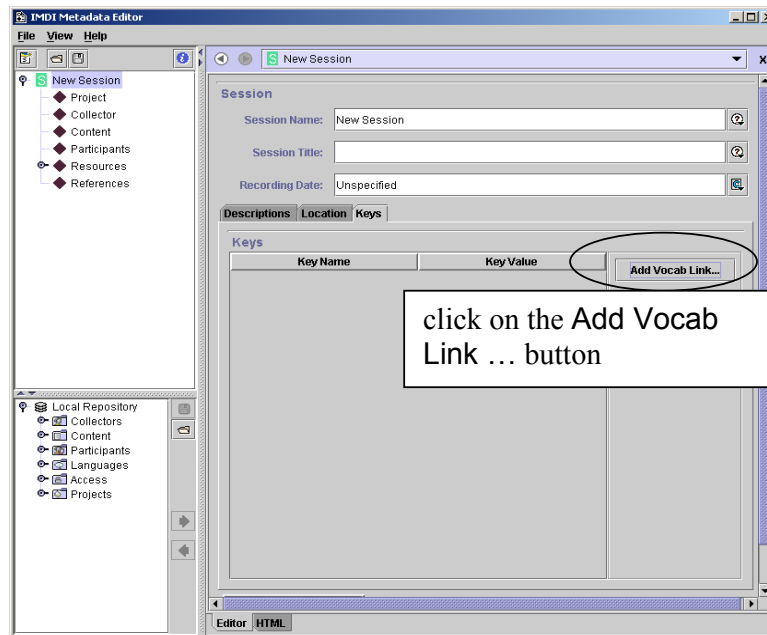 IMDI Metadata Editor
File View Help
New Session
New Session
Project
Collector
Content
Participants
Resources
References
Session
Session Name: New Session
Session Title:
Recording Date: Unspecified
Descriptions Location Keys
Keys
Key Name Key Value
Add Vocab Link...
click on the Add Vocab
Link … button
Local Repository
Collectors
Content
Participants
Languages
Access
Projects
Editor HTML